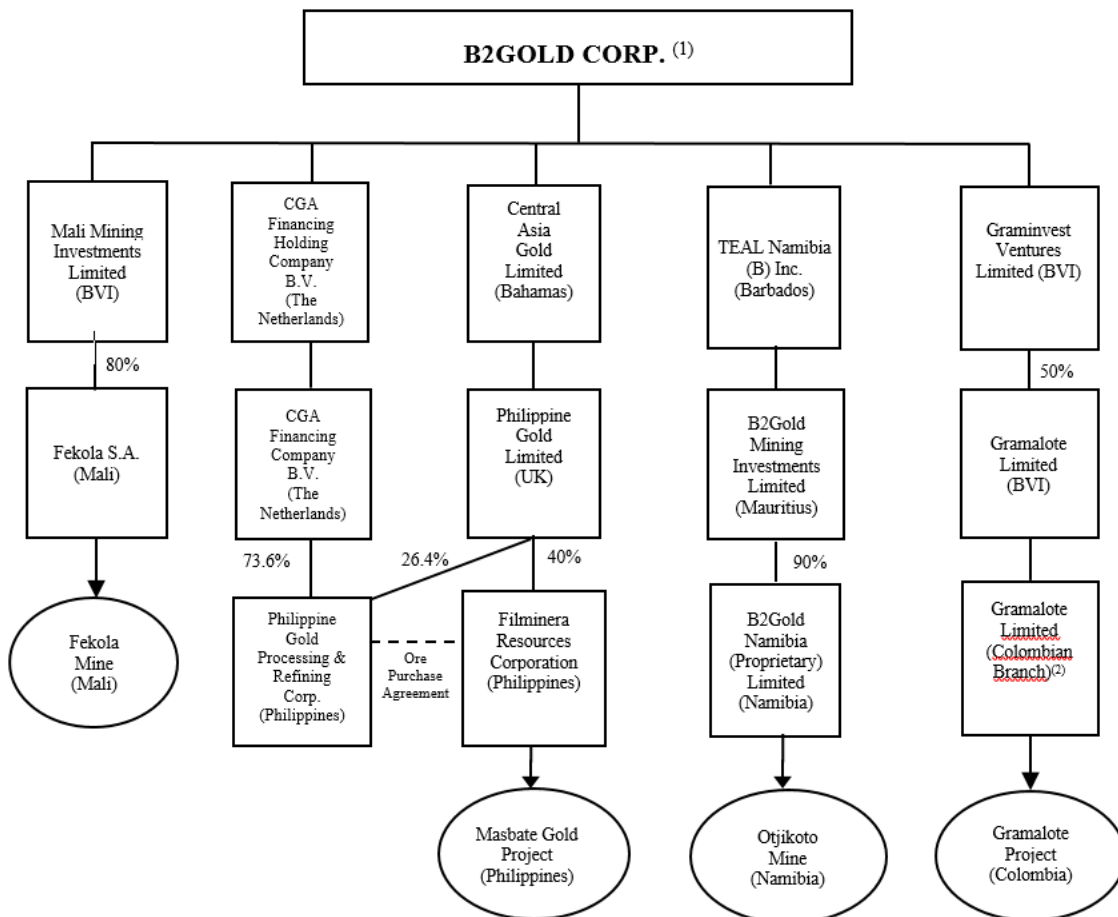 B2GOLD CORP. (1)
Mali Mining
Investments
Limited
(BVI)
CGA
Financing
Holding
Company
B.V.
(The
Netherlands)
Central
Asia
Gold
Limited
(Bahamas)
TEAL Namibia
(B) Inc.
(Barbados)
Graminvest
Ventures
Limited (BVI)
80%
50%
Fekola S.A.
(Mali)
CGA
Financing
Company
B.V.
(The
Netherlands)
Philippine
Gold
Limited
(UK)
B2Gold
Mining
Investments
Limited
(Mauritius)
Gramalote
Limited
(BVI)
73.6%
26.4%
40%
90%
Fekola
Mine
(Mali)
Philippine
Gold
Processing &
Refining
Corp.
(Philippines)
Ore
Purchase
Agreement
Filminera
Resources
Corporation
(Philippines)
B2Gold
Namibia
(Proprietary)
Limited
(Namibia)
Gramalote
Limited
(Colombian
Branch)(2)
Masbate Gold
Project
(Philippines)
Otjikoto
Mine
(Namibia)
Gramalote
Project
(Colombia)